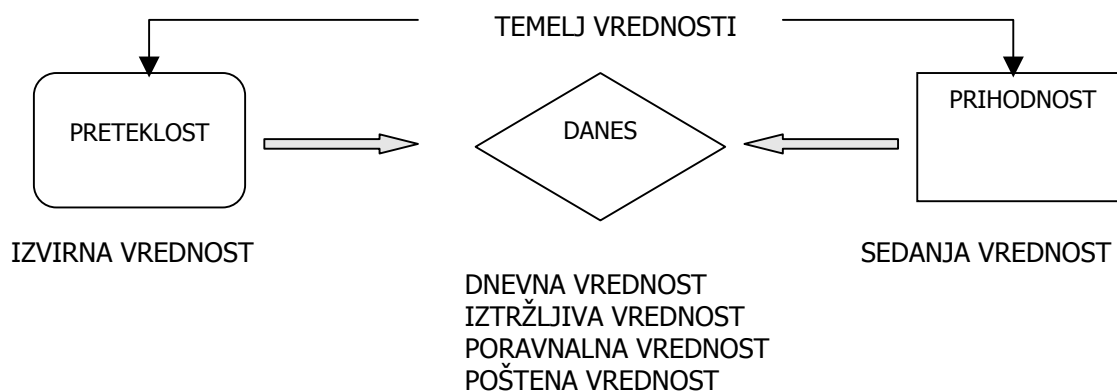 TEMELJ VREDNOSTI
PRETEKLOST
DANES
PRIHODNOST
IZVIRNA VREDNOST
SEDANJA VREDNOST
DNEVNA VREDNOST
IZTRŽLJIVA VREDNOST
PORAVNALNA VREDNOST
POŠTENA VREDNOST